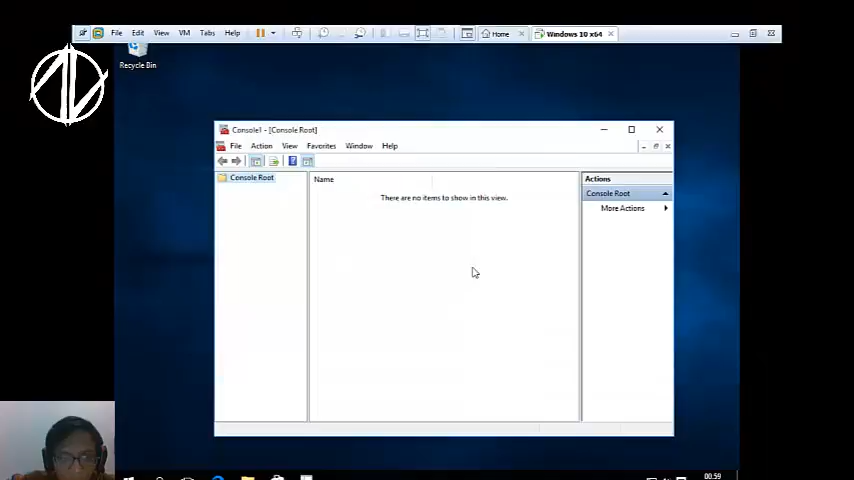 File Edit View VM Tabs Help Home Windows 10 x64
Recycle Bin
Console1 - [Console Root]
File Action View Favorites Window Help
Console Root
Name
There are no items to show in this view.
Actions
Console Root
More Actions
00.59